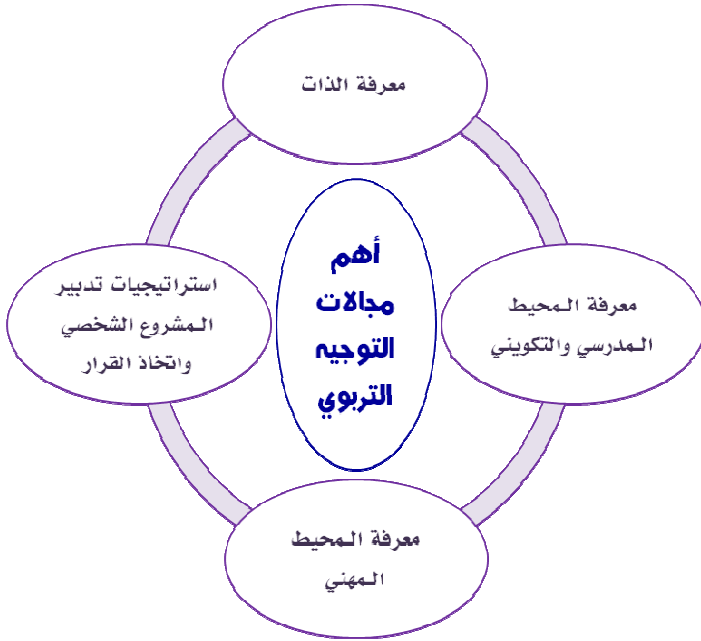 معرفة الذات
أهم
مجالات
التوجيه
التربوي
معرفة المحيط
المدرسي والتكويني
معرفة المحيط
المهني
استراتيجيات تدبير
المشروع الشخصي
واتخاذ القرار